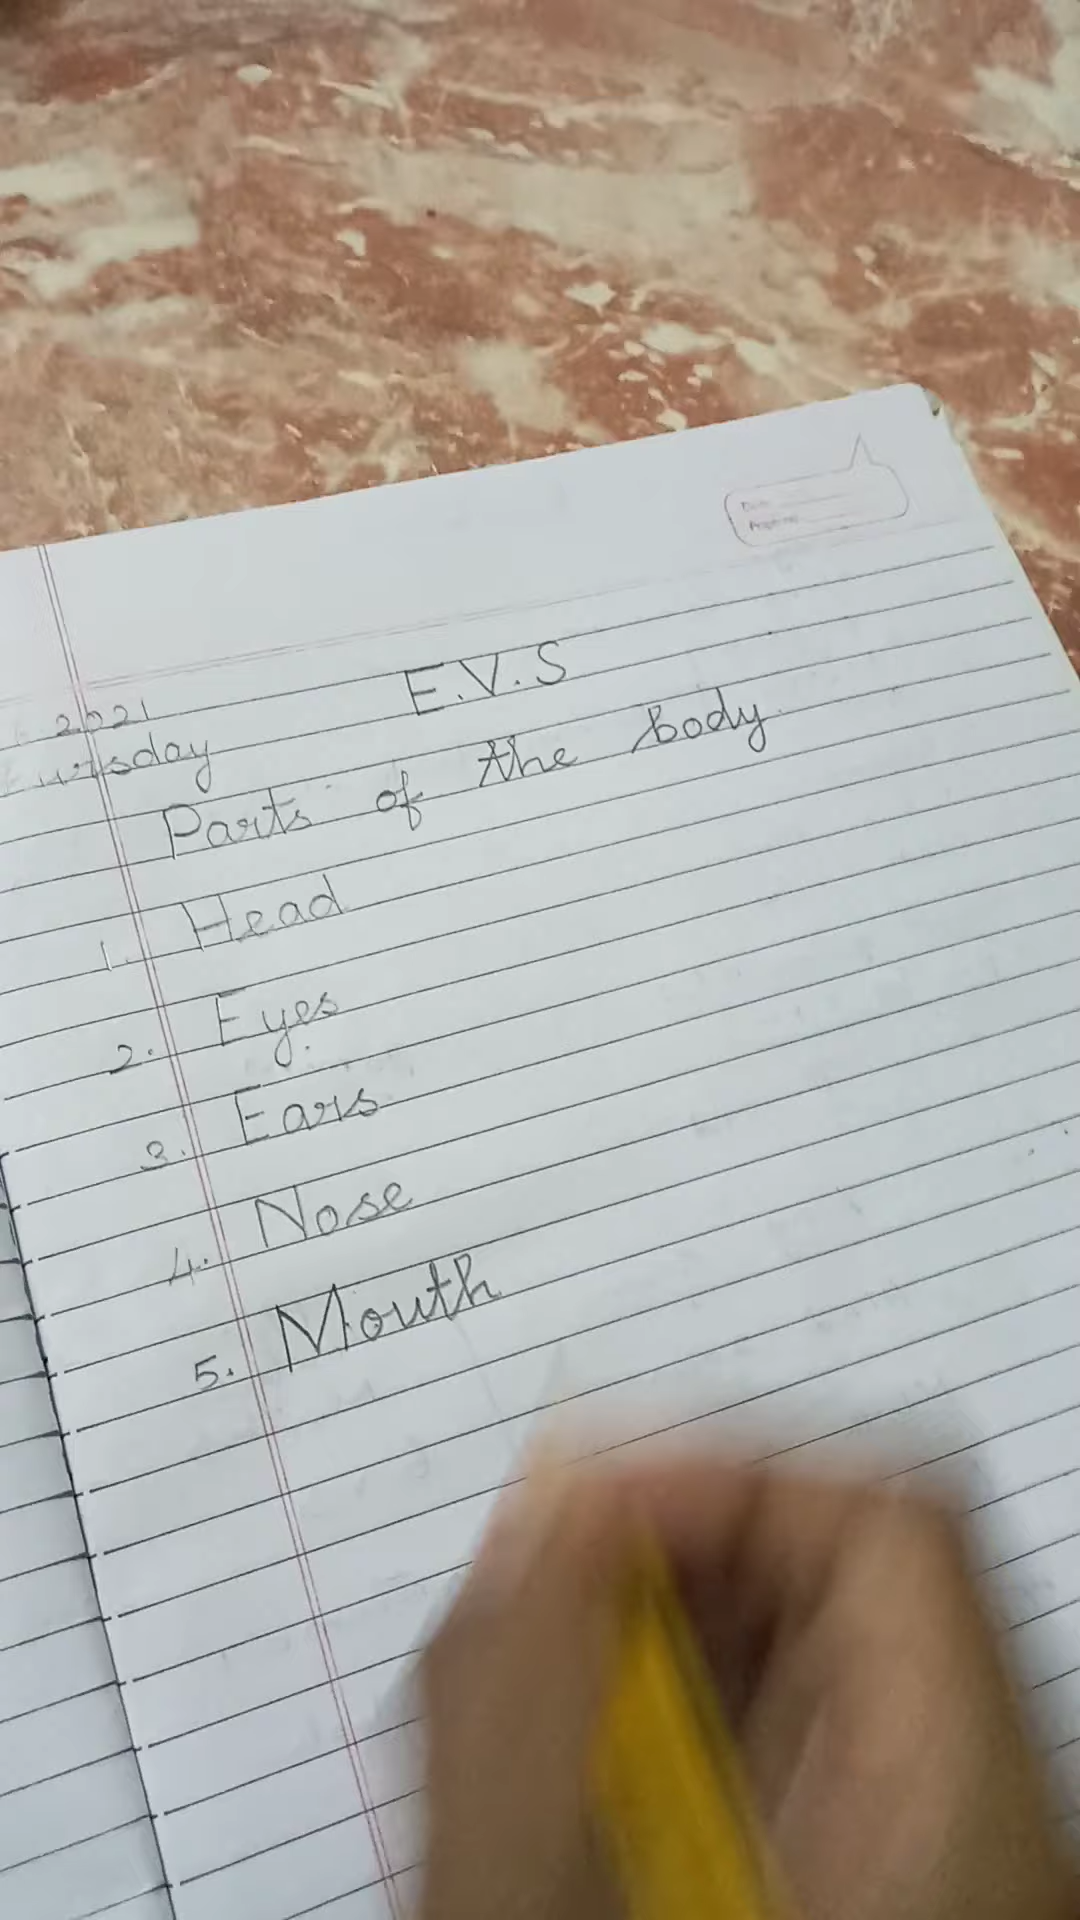 E.V.S
2021
Parts of the body
1. Head
2. Eyes
3. Ears
4. Nose
5. Mouth